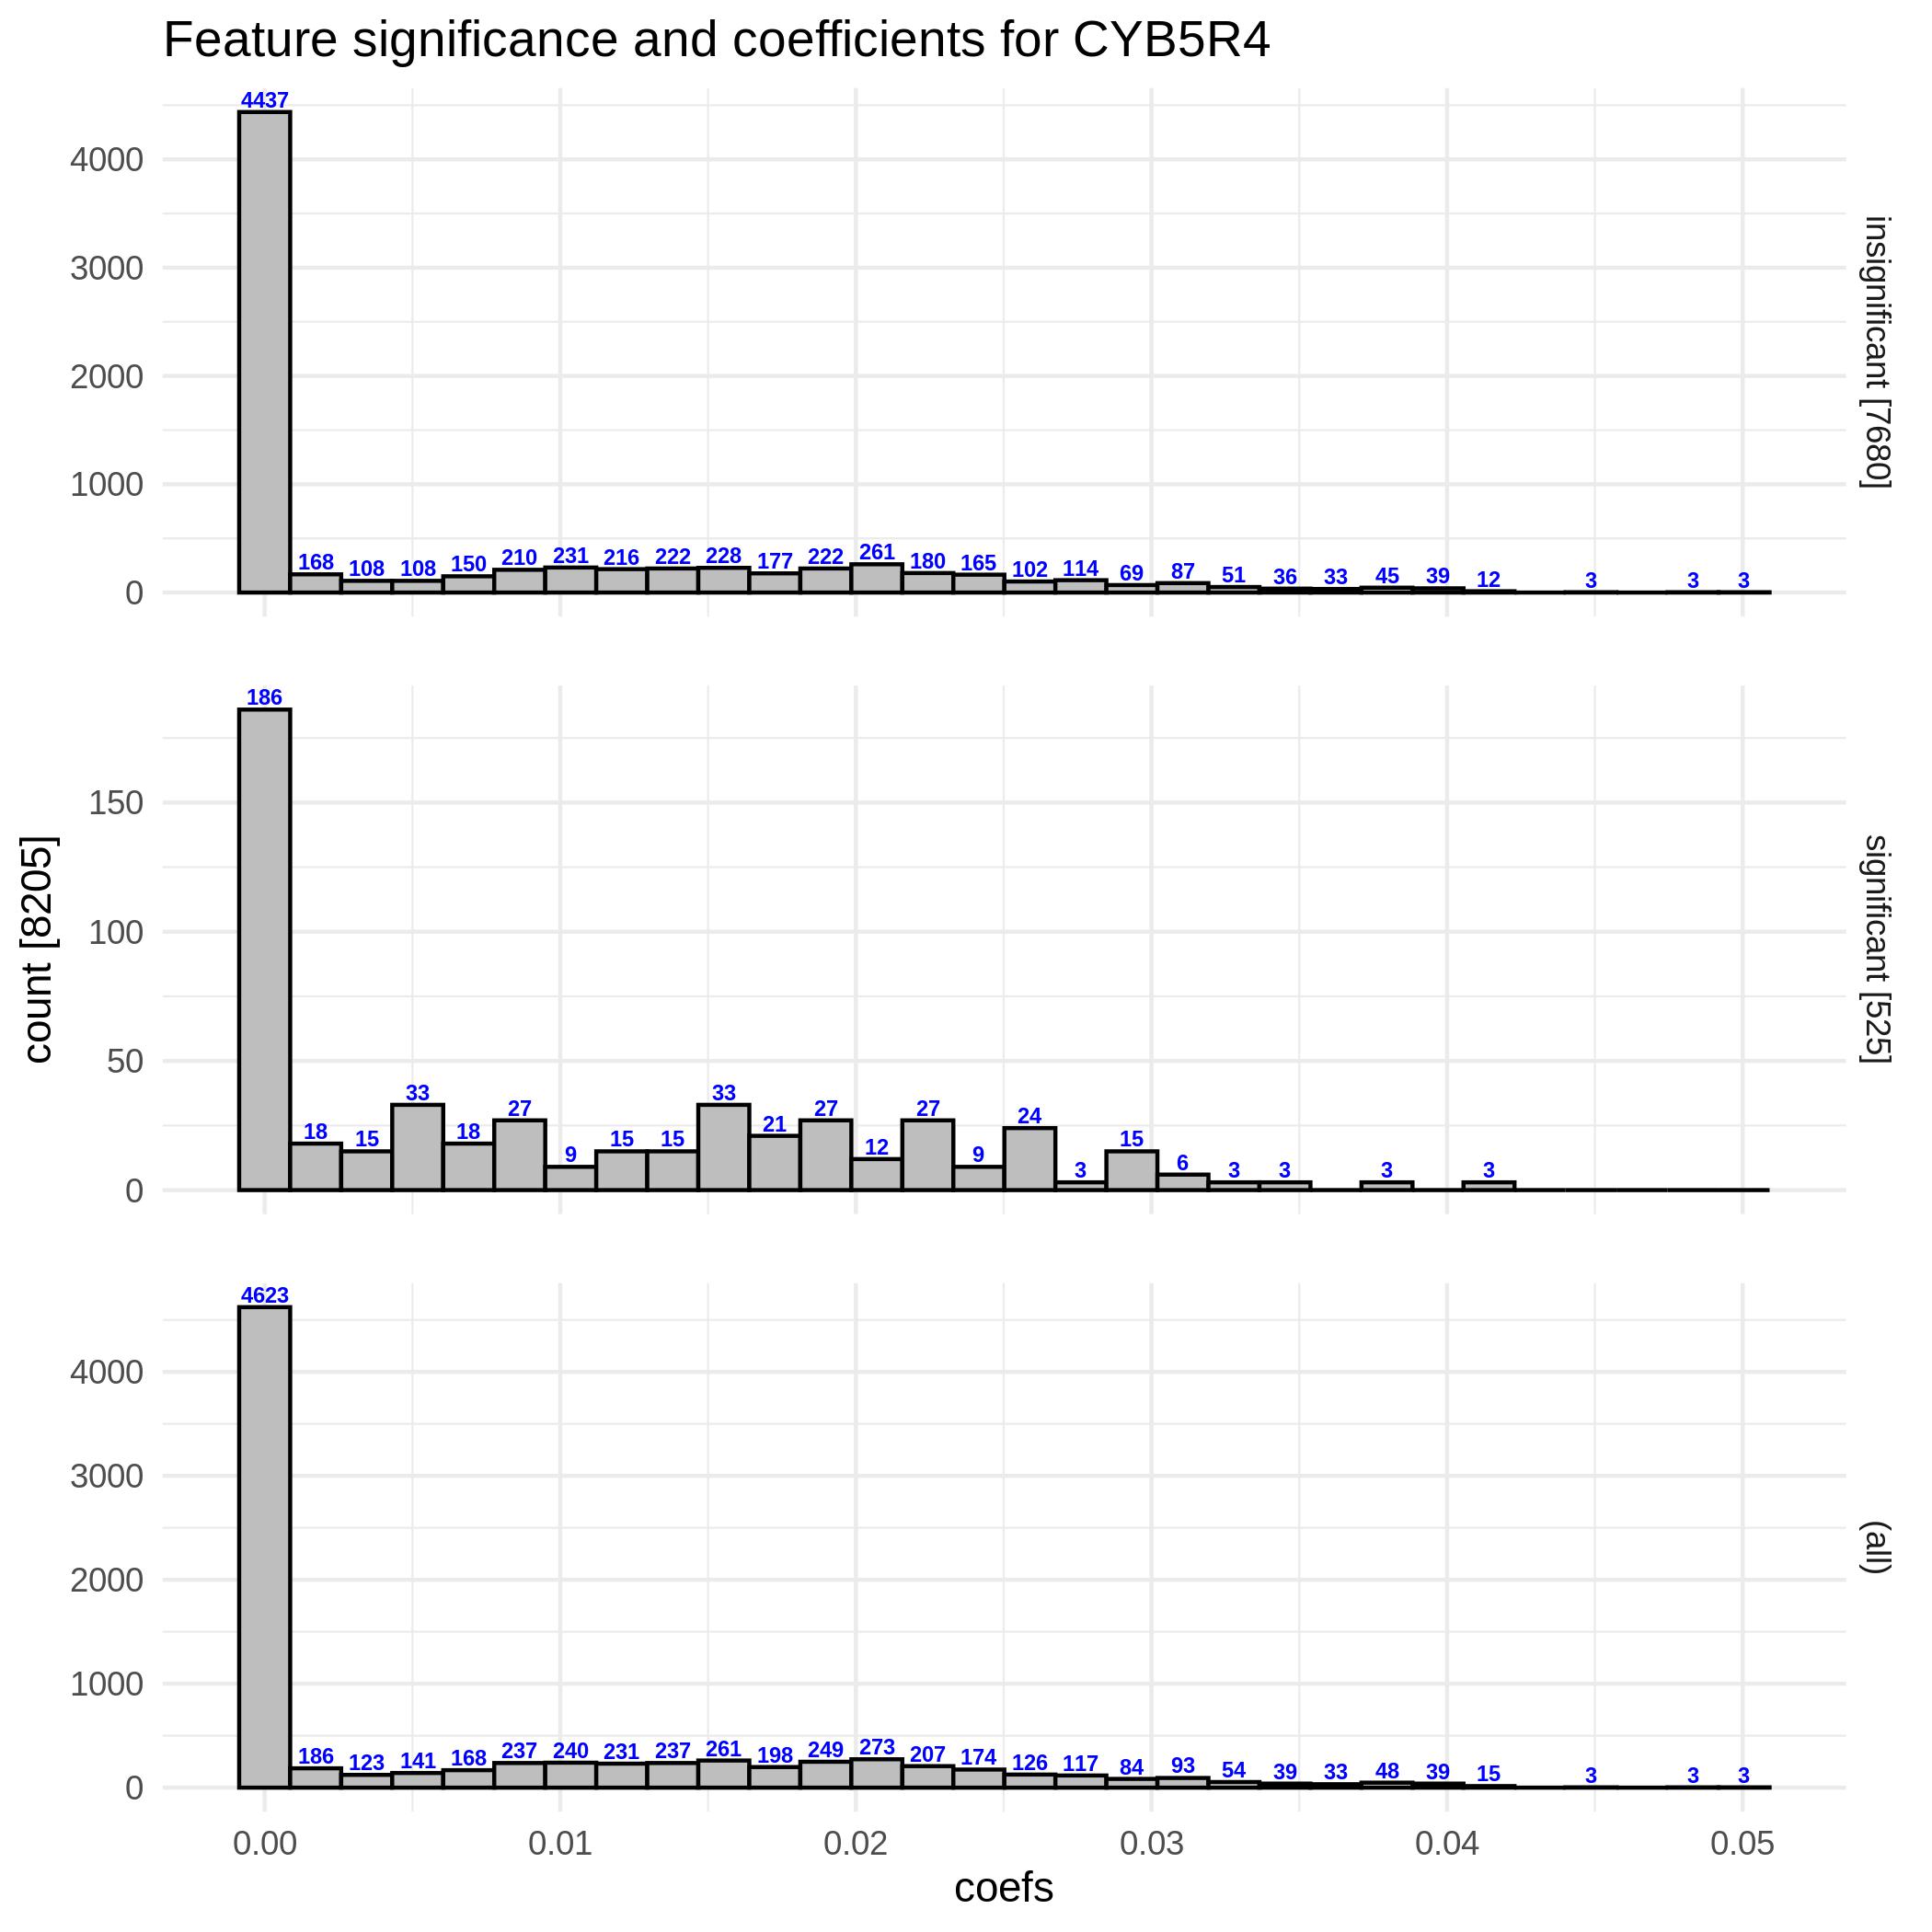 Feature significance and coefficients for CYB5R4
4437
4000
3000
2000
1000
0
168 108 108 150 210 231 216 222 228 177 222 261 180 165 102 114 69 87 51 36 33 45 39 12 3 3 3
insignificant [7680]
count [8205]
186
150
100
50
0
18 15 33 18 27 9 15 15 33 21 27 12 27 9 24 3 15 6 3 3 3 3
significant [525]
4623
4000
3000
2000
1000
0
186 123 141 168 237 240 231 237 261 198 249 273 207 174 126 117 84 93 54 39 33 48 39 15 3 3 3
(all)
0.00 0.01 0.02 0.03 0.04 0.05
coefs